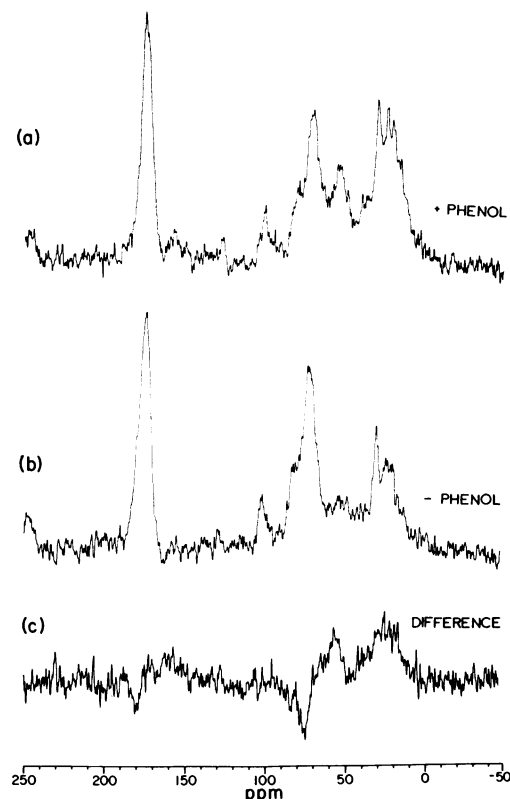 (a)
+ PHENOL
(b)
- PHENOL
(c)
DIFFERENCE
250 200 150 100 50 0 -50
ppm